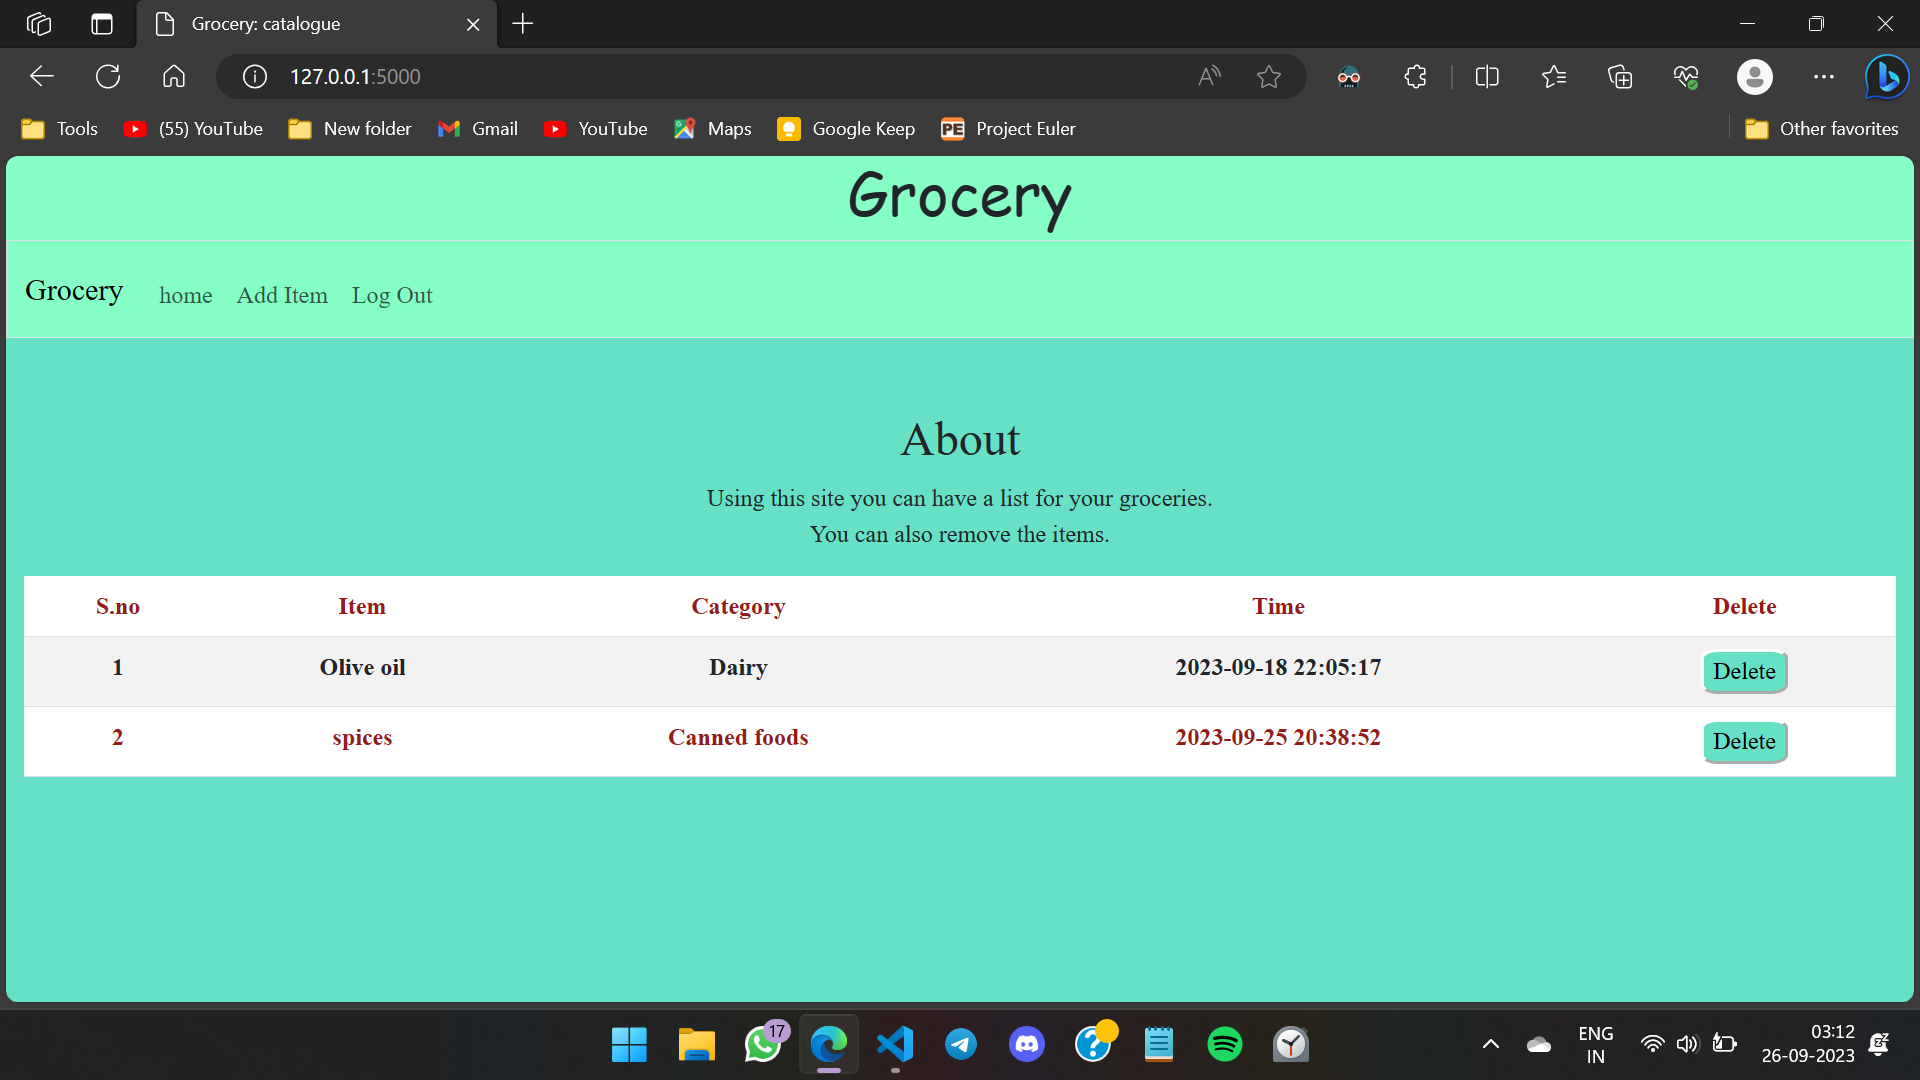 Grocery: catalogue
127.0.0.1:5000
Tools (55) YouTube New folder Gmail YouTube Maps Google Keep PE Project Euler Other favorites
Grocery
Grocery home Add Item Log Out
About
Using this site you can have a list for your groceries.
You can also remove the items.
S.no Item Category Time Delete
1 Olive oil Dairy 2023-09-18 22:05:17 Delete
2 spices Canned foods 2023-09-25 20:38:52 Delete
17
ENG
IN
03:12
26-09-2023